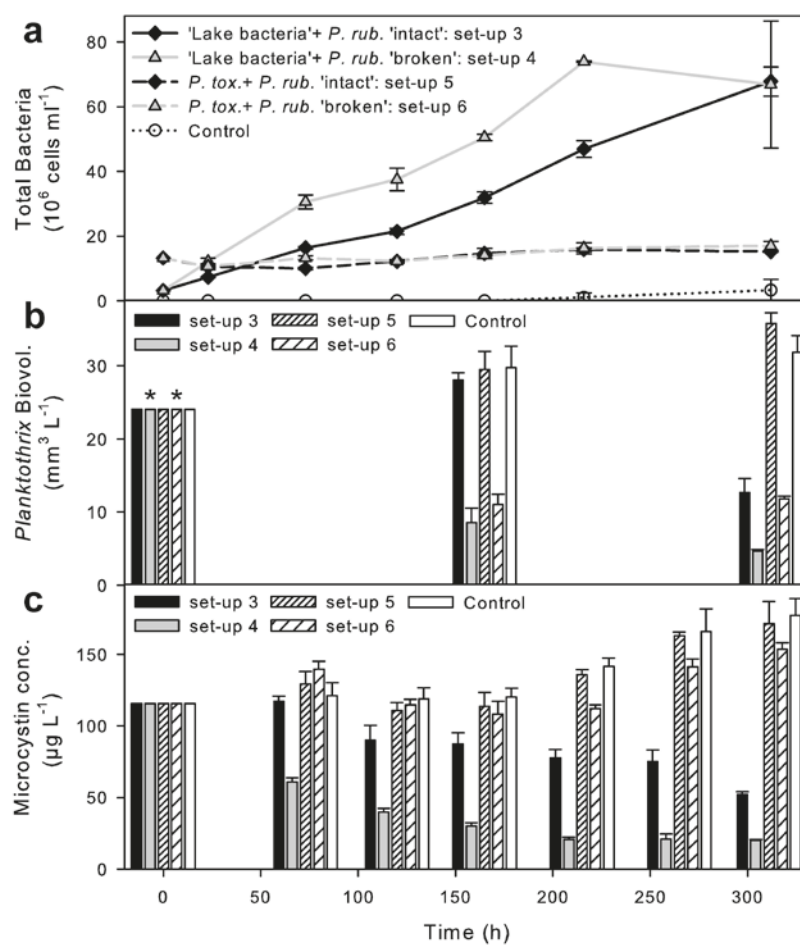 a
'Lake bacteria'+ P. rub. 'intact': set-up 3
'Lake bacteria'+ P. rub. 'broken': set-up 4
P. tox.+ P. rub. 'intact': set-up 5
P. tox.+ P. rub. 'broken': set-up 6
Control
Total Bacteria
(10⁶ cells ml⁻¹)
80
60
40
20
0
b
set-up 3 set-up 5 Control
set-up 4 set-up 6
Planktothrix Biovol.
(mm³ L⁻¹)
30
20
10
0
* *
c
set-up 3 set-up 5 Control
set-up 4 set-up 6
Microcystin conc.
(µg L⁻¹)
150
100
50
0
0 50 100 150 200 250 300
Time (h)